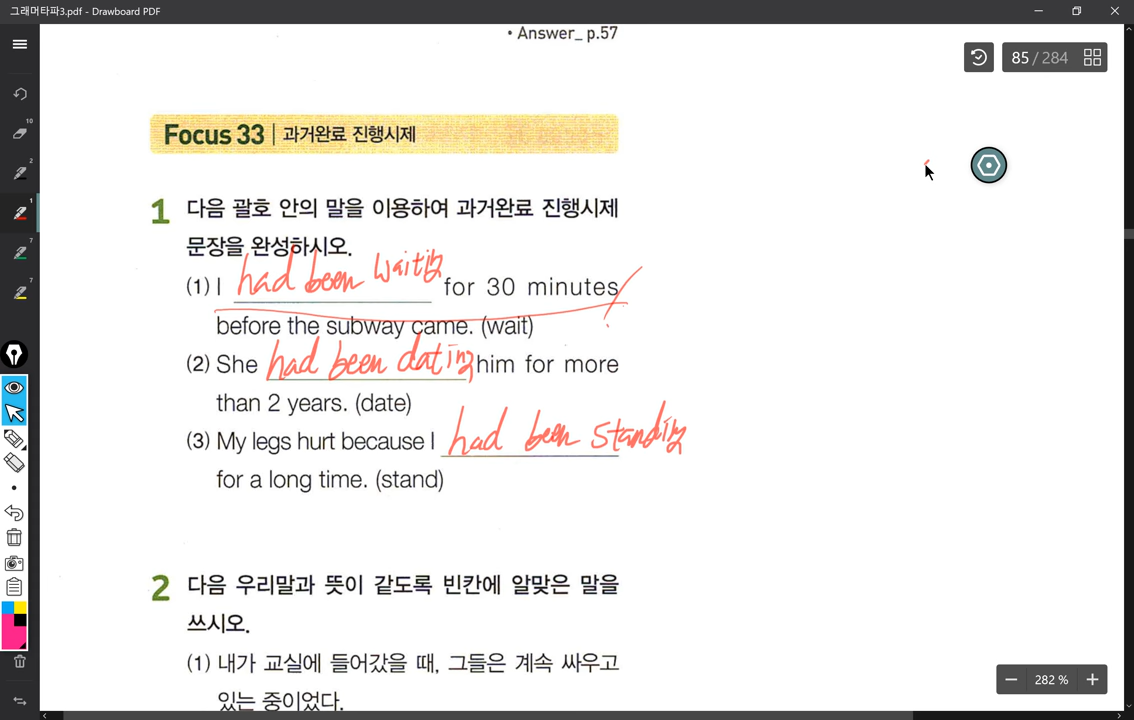 그래머타파3.pdf - Drawboard PDF
• Answer_ p.57
85 / 284
Focus 33 | 과거완료 진행시제
1 다음 괄호 안의 말을 이용하여 과거완료 진행시제
문장을 완성하시오.
(1) I had been waiting for 30 minutes
before the subway came. (wait)
(2) She had been dating him for more
than 2 years. (date)
(3) My legs hurt because I had been standing
for a long time. (stand)
2 다음 우리말과 뜻이 같도록 빈칸에 알맞은 말을
쓰시오.
(1) 내가 교실에 들어갔을 때, 그들은 계속 싸우고
있는 중이었다.
10
2
1
7
7
282 %